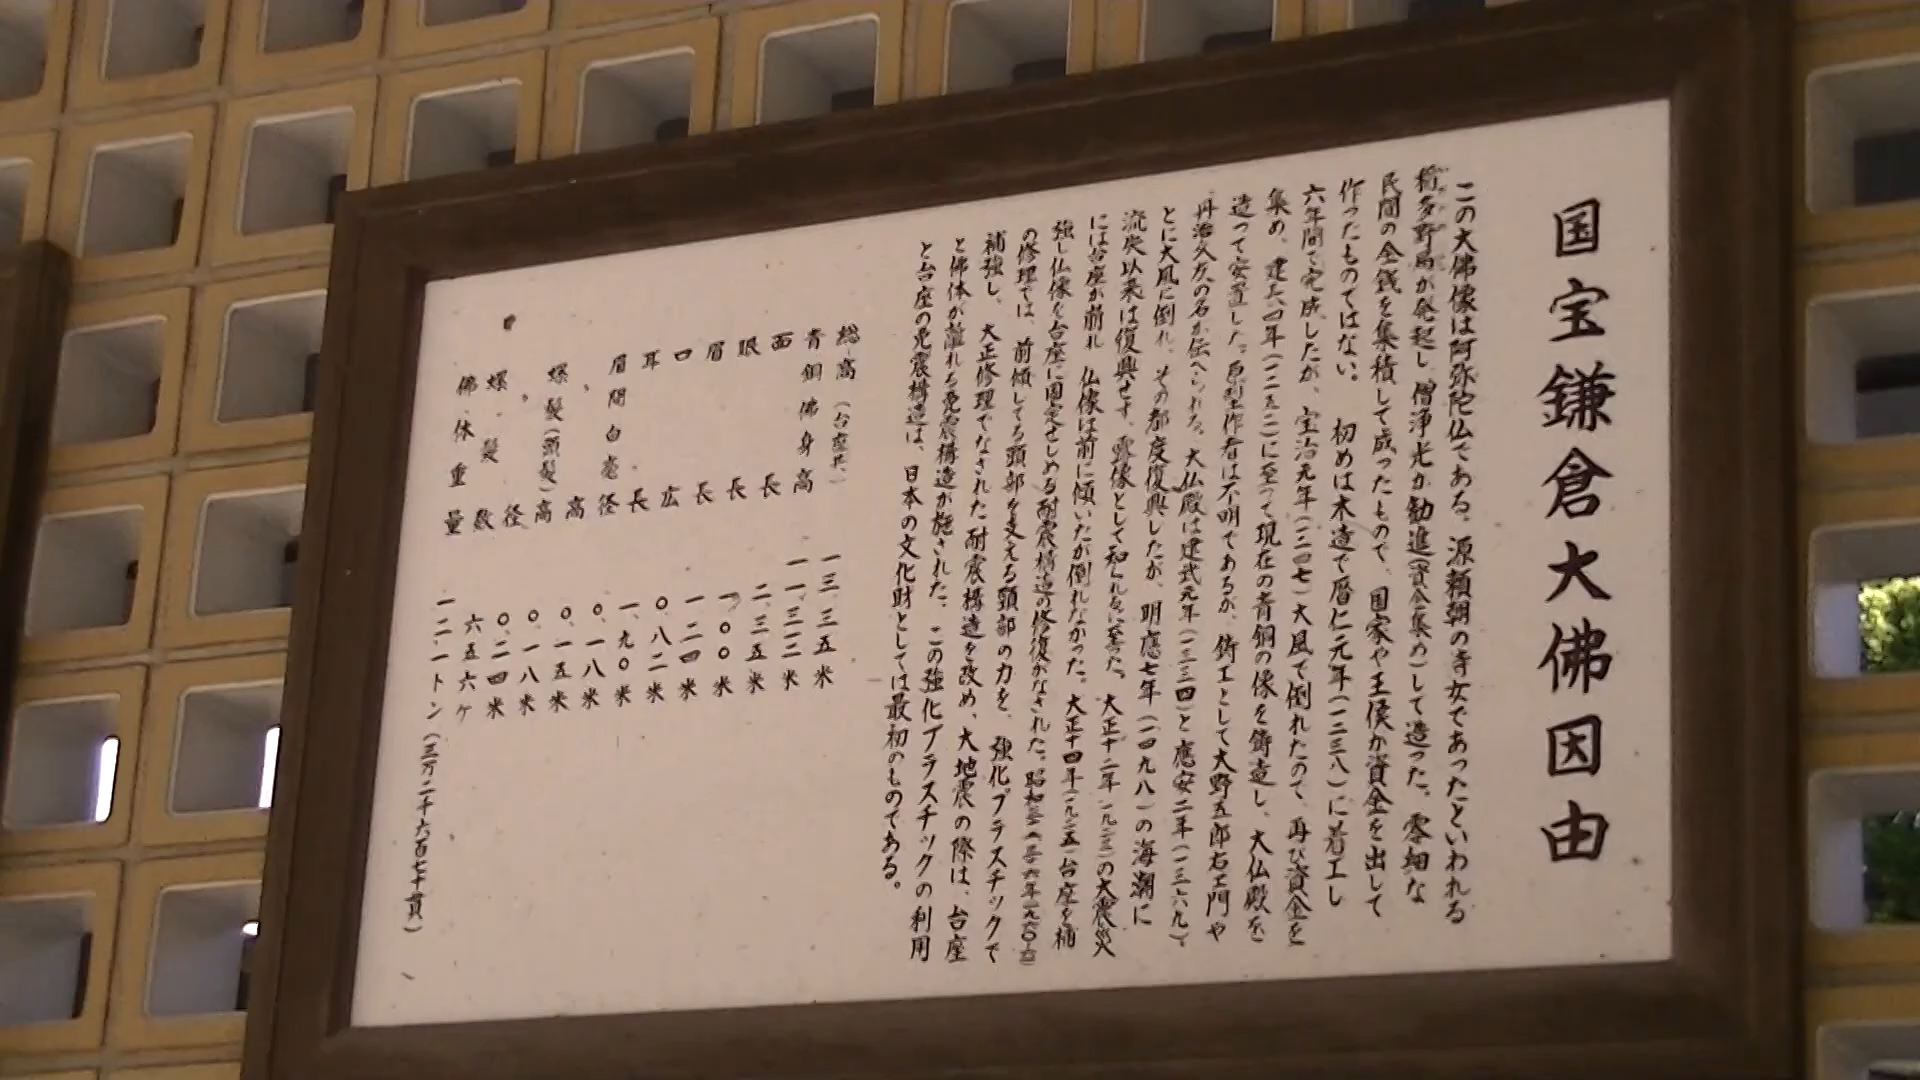 国宝鎌倉大佛因由
この大佛像は阿弥陀仏である。源頼朝の侍女であったといわれる
稲多野局が発起し、僧浄光が勧進(資金集め)して造った。零細な
民間の金銭を集積して成ったもので、国家や王侯が資金を出して
作ったものではない。初めは木造で暦仁元年(一二三八)に着工し
六年間で完成したが、宝治元年(一二四七)大風で倒れたので、再び資金を
集め、建長四年(一二五二)に至って現在の青銅の像を鋳造し、大仏殿を
造って安置した。原型作者は不明であるが、鋳工として大野五郎右エ門や
丹治久友の名が伝へられる。大仏殿は建武元年(一三三四)と應安二年(一三六九)、
とに大風に倒れ、その都度復興したが、明應七年(一四九八)の海潮に
流失以来は復興せず、露像として知られるに至った。大正十二年(一九二三)の大震災
には台座が崩れ 仏像は前に傾いたが倒れなかった。大正十四年(一九二五)台座を補
強し仏像を台座に固定せしめる耐震構造の修復がなされた。昭和
の修理では、前傾してる頭部を支える頸部の力を、強化プラスチックで
補強し、大正修理でなされた耐震構造を改め、大地震の際は、台座
と佛体が離れる免震構造が施された。この強化プラスチックの利用
と台座の免震構造は、日本の文化財としては最初のものである。
総高(台座共、) 一三、三五米
青銅佛身高 一一、三一二米
面長 二、三五米
眼長 一、〇〇米
眉長 一、二四米
口広 〇、八二米
耳長 一、九〇米
眉間白毫径 〇、一八米
〃 高 〇、一五米
螺髪(頭髪)高 〇、一八米
〃 径 〇、二四米
螺髪数 六五六ケ
佛体重量 一二一トン(三万二千六百七十貫)